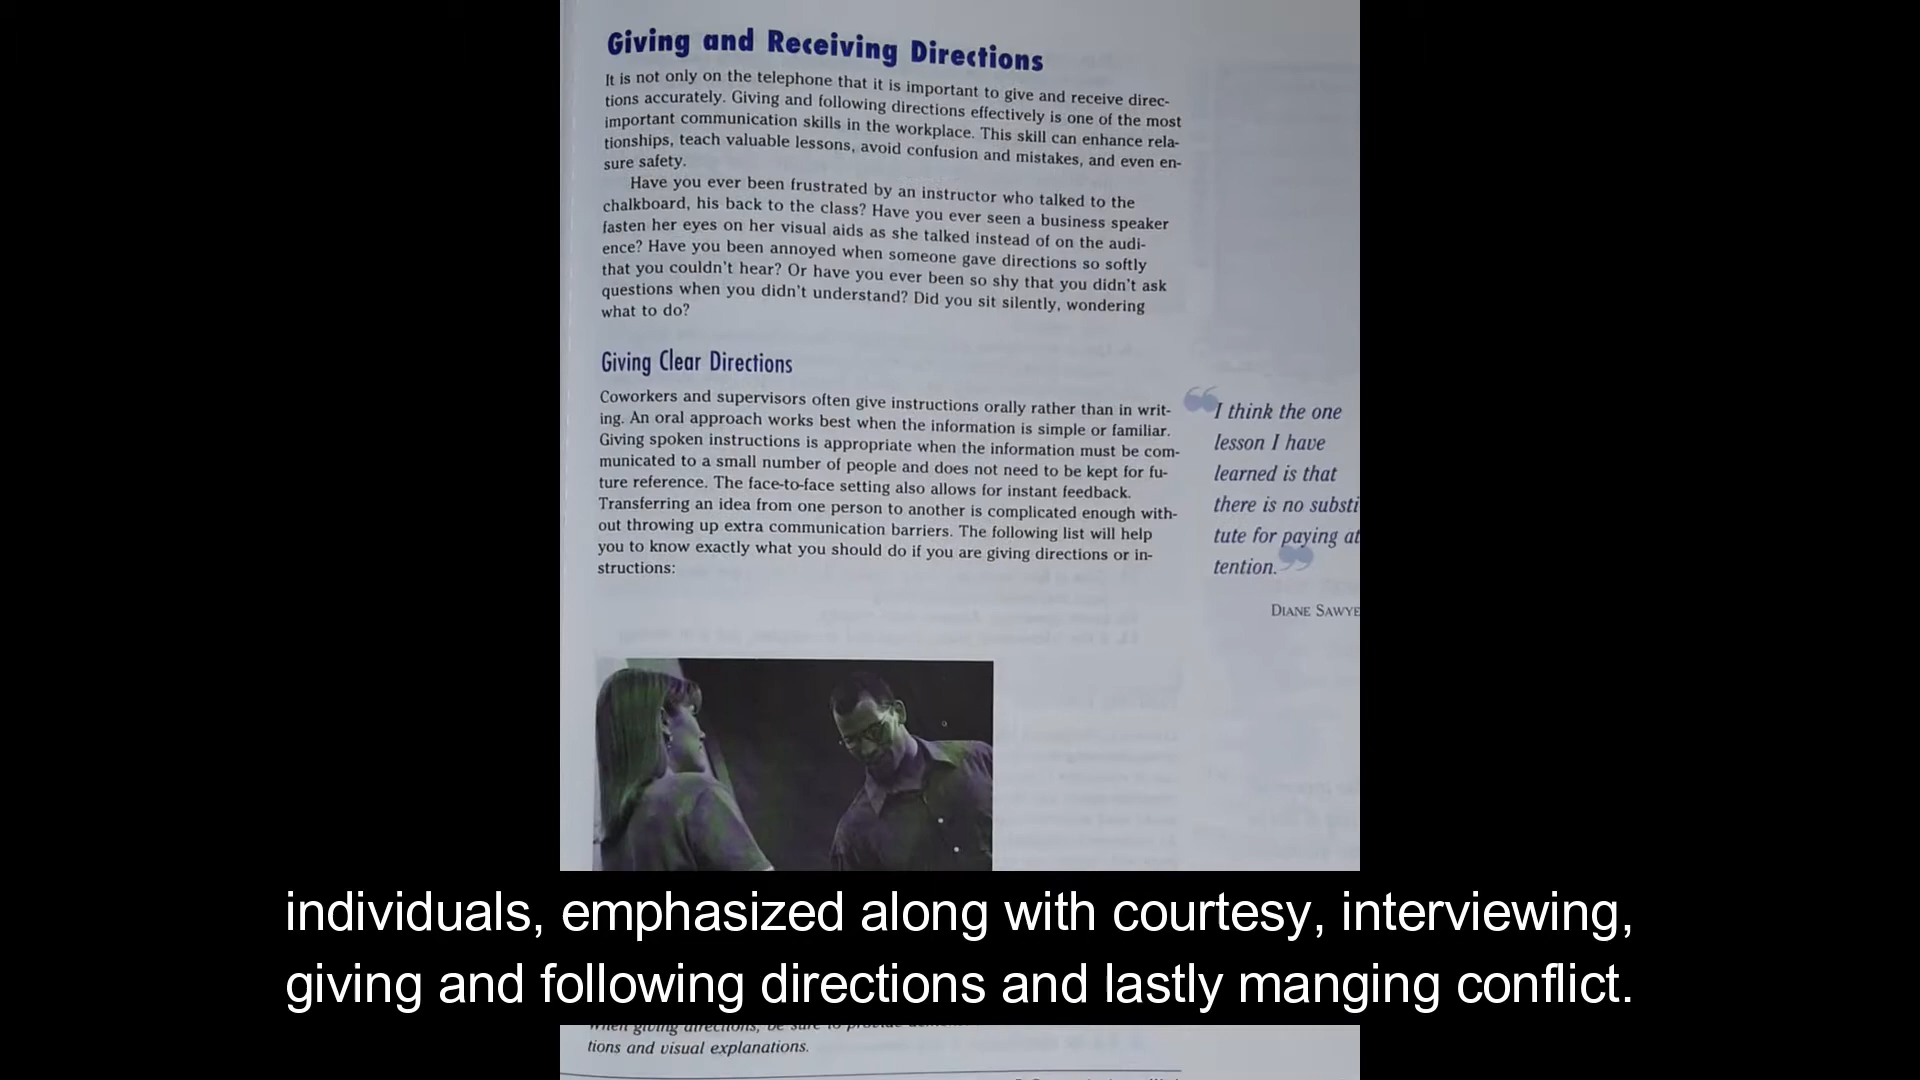 Giving and Receiving Directions
It is not only on the telephone that it is important to give and receive direc-
tions accurately. Giving and following directions effectively is one of the most
important communication skills in the workplace. This skill can enhance rela-
tionships, teach valuable lessons, avoid confusion and mistakes, and even en-
sure safety.
Have you ever been frustrated by an instructor who talked to the
chalkboard, his back to the class? Have you ever seen a business speaker
fasten her eyes on her visual aids as she talked instead of on the audi-
ence? Have you been annoyed when someone gave directions so softly
that you couldn't hear? Or have you ever been so shy that you didn't ask
questions when you didn't understand? Did you sit silently, wondering
what to do?
Giving Clear Directions
Coworkers and supervisors often give instructions orally rather than in writ-
ing. An oral approach works best when the information is simple or familiar.
Giving spoken instructions is appropriate when the information must be com-
municated to a small number of people and does not need to be kept for fu-
ture reference. The face-to-face setting also allows for instant feedback.
Transferring an idea from one person to another is complicated enough with-
out throwing up extra communication barriers. The following list will help
you to know exactly what you should do if you are giving directions or in-
structions:
“I think the one
lesson I have
learned is that
there is no substi
tute for paying at
tention.”
DIANE SAWYE
individuals, emphasized along with courtesy, interviewing,
giving and following directions and lastly manging conflict.
When giving directions, be sure to provide
tions and visual explanations.